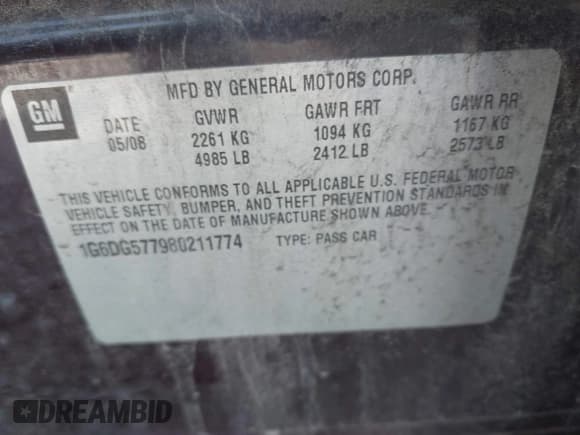 MFD BY GENERAL MOTORS CORP.
GM
DATE GVWR GAWR FRT GAWR RR
05/08 2261 KG 1094 KG 1167 KG
4985 LB 2412 LB 2573 LB
THIS VEHICLE CONFORMS TO ALL APPLICABLE U.S. FEDERAL MOTOR
VEHICLE SAFETY, BUMPER, AND THEFT PREVENTION STANDARDS IN
EFFECT ON THE DATE OF MANUFACTURE SHOWN ABOVE.
1G6DG577980211774 TYPE: PASS CAR
DREAMBID